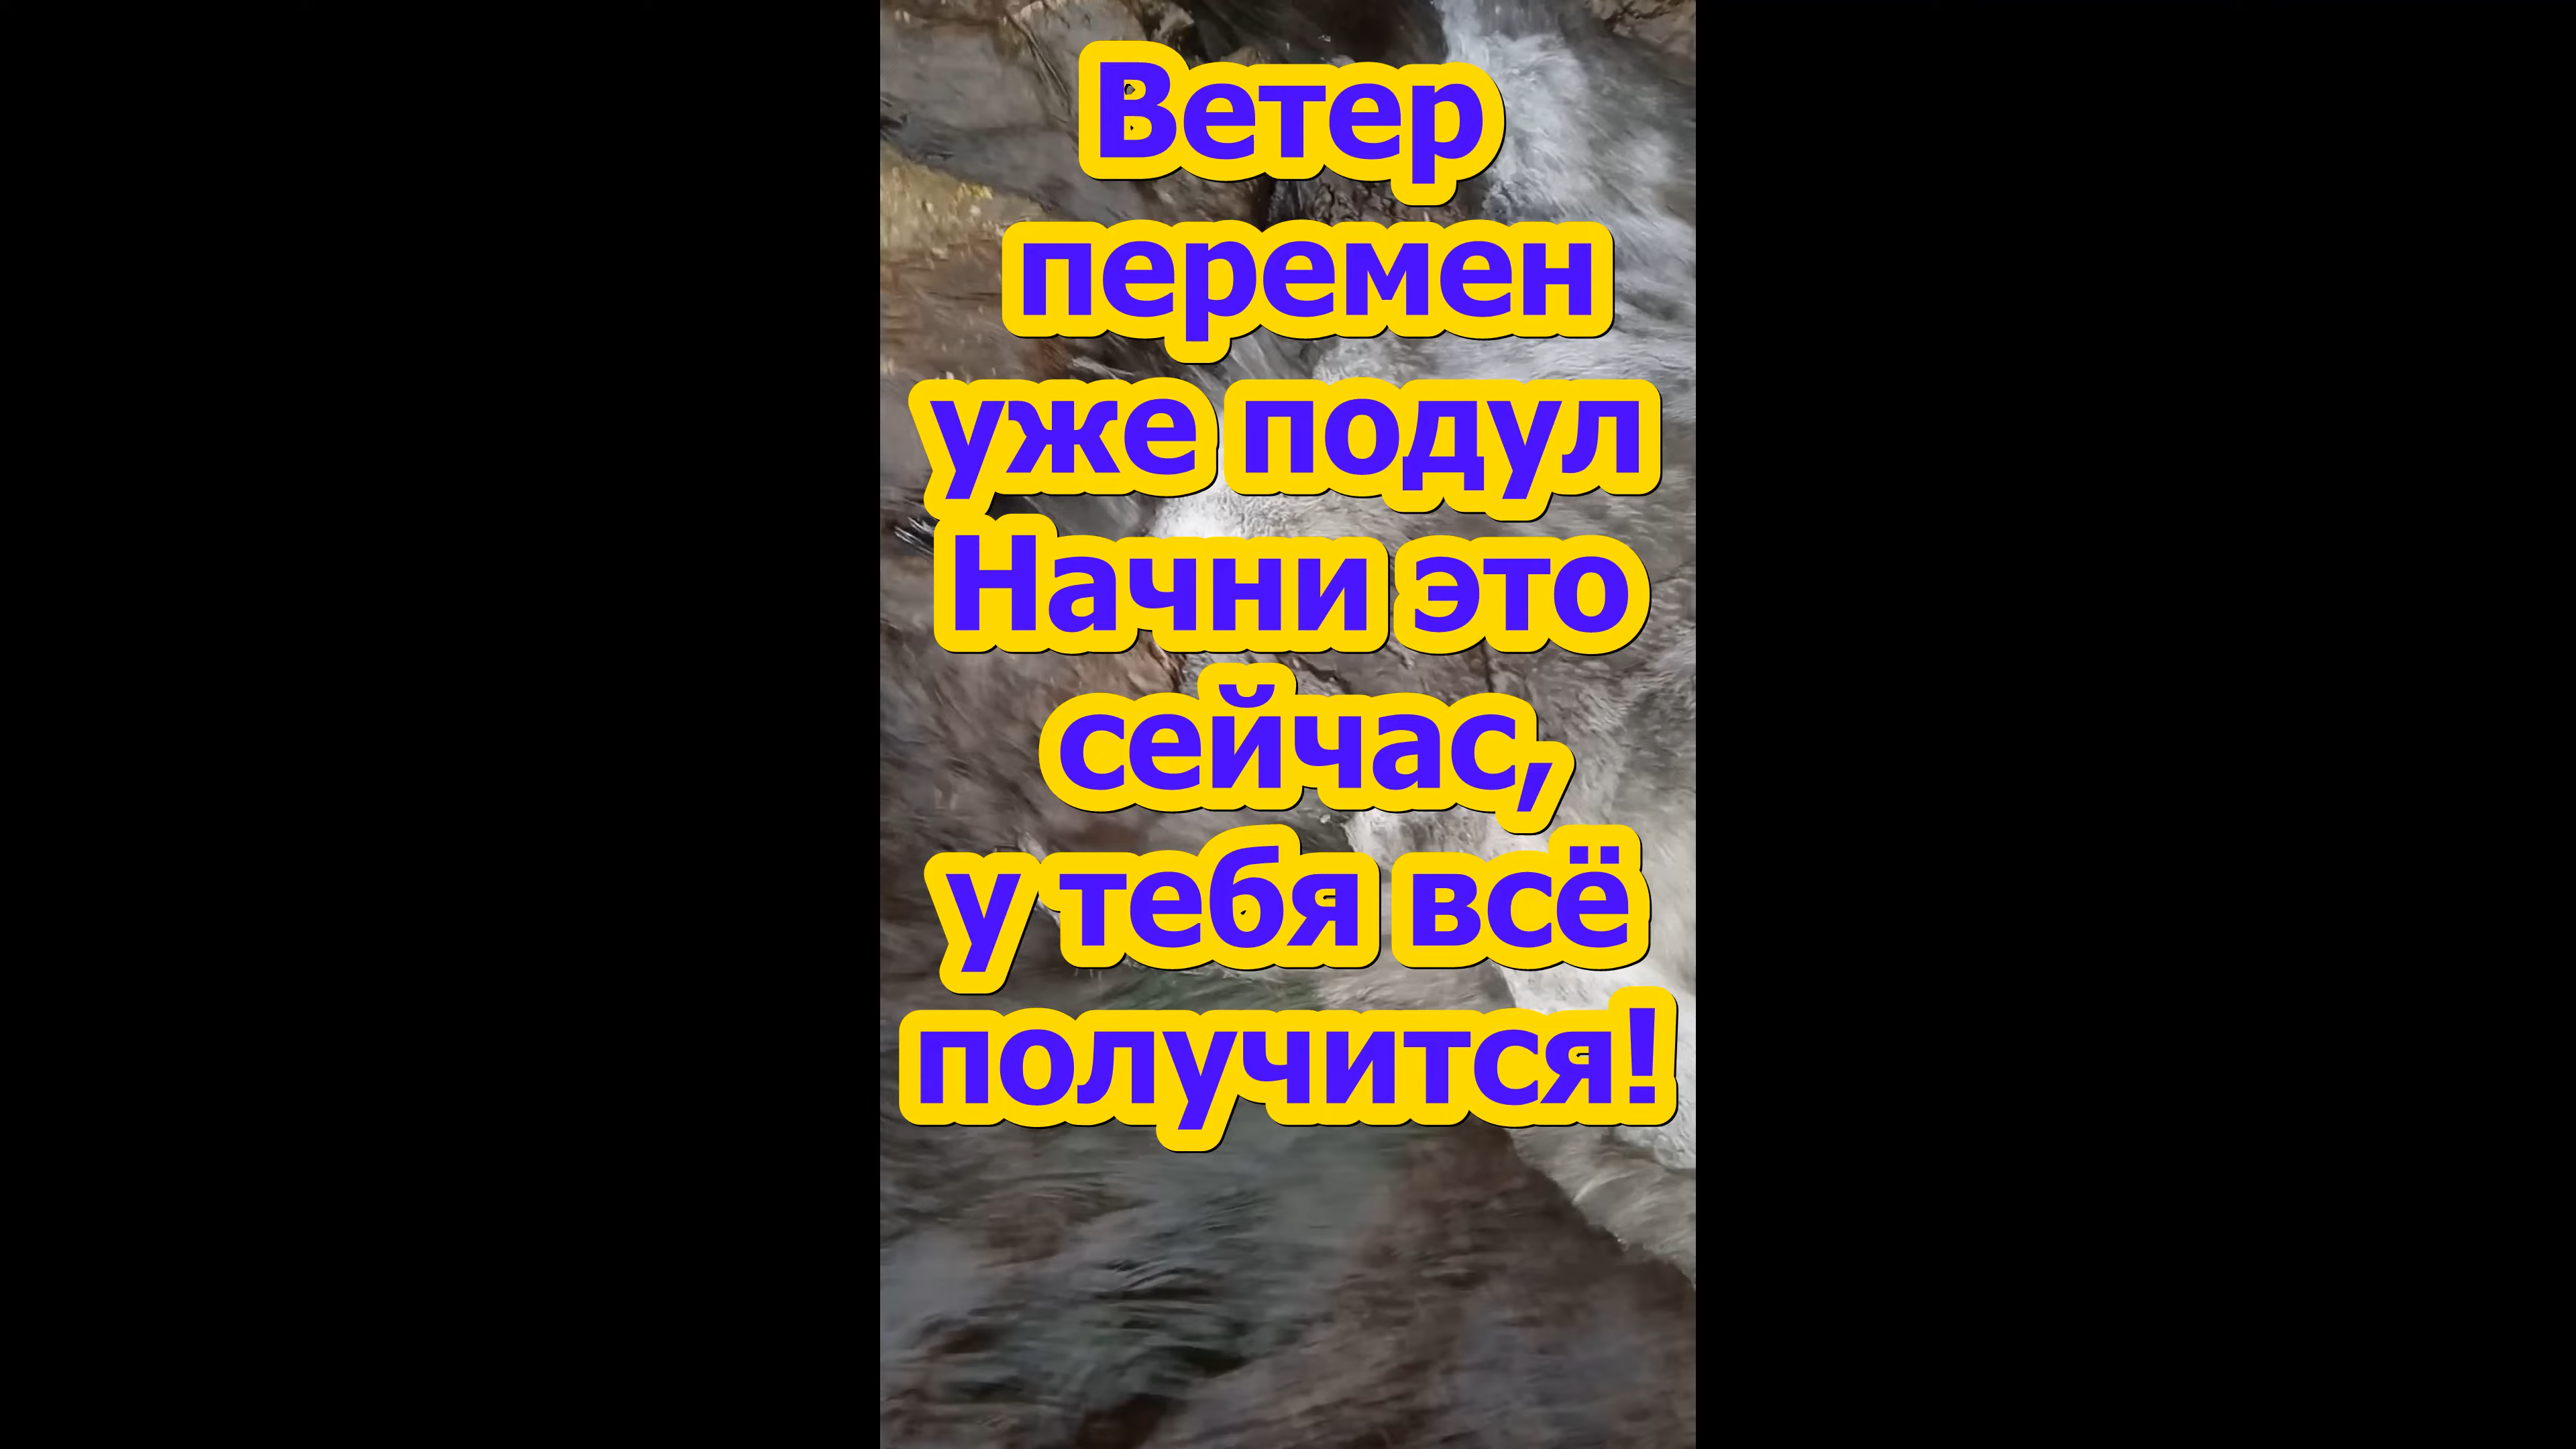 Ветер
перемен
уже подул
Начни это
сейчас,
у тебя всё
получится!